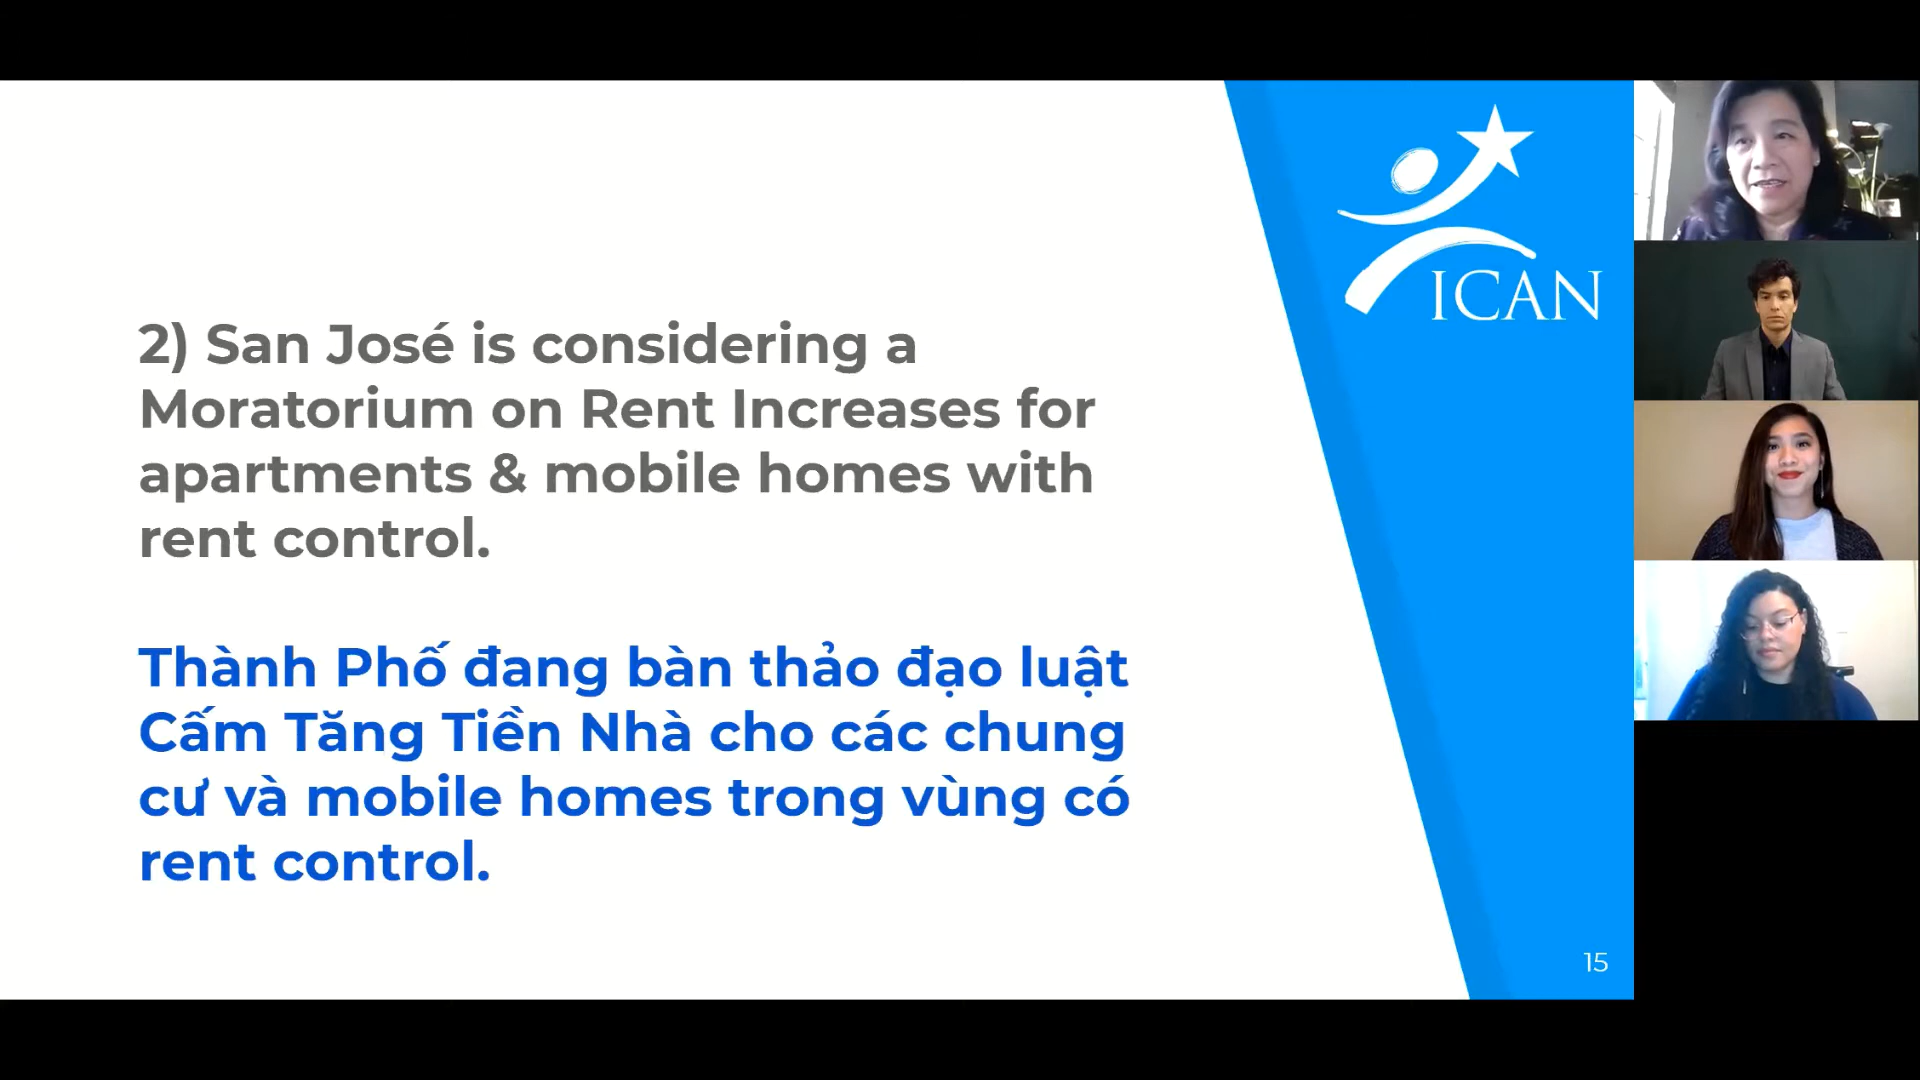 2) San José is considering a
Moratorium on Rent Increases for
apartments & mobile homes with
rent control.
Thành Phố đang bàn thảo đạo luật
Cấm Tăng Tiền Nhà cho các chung
cư và mobile homes trong vùng có
rent control.
ICAN
15